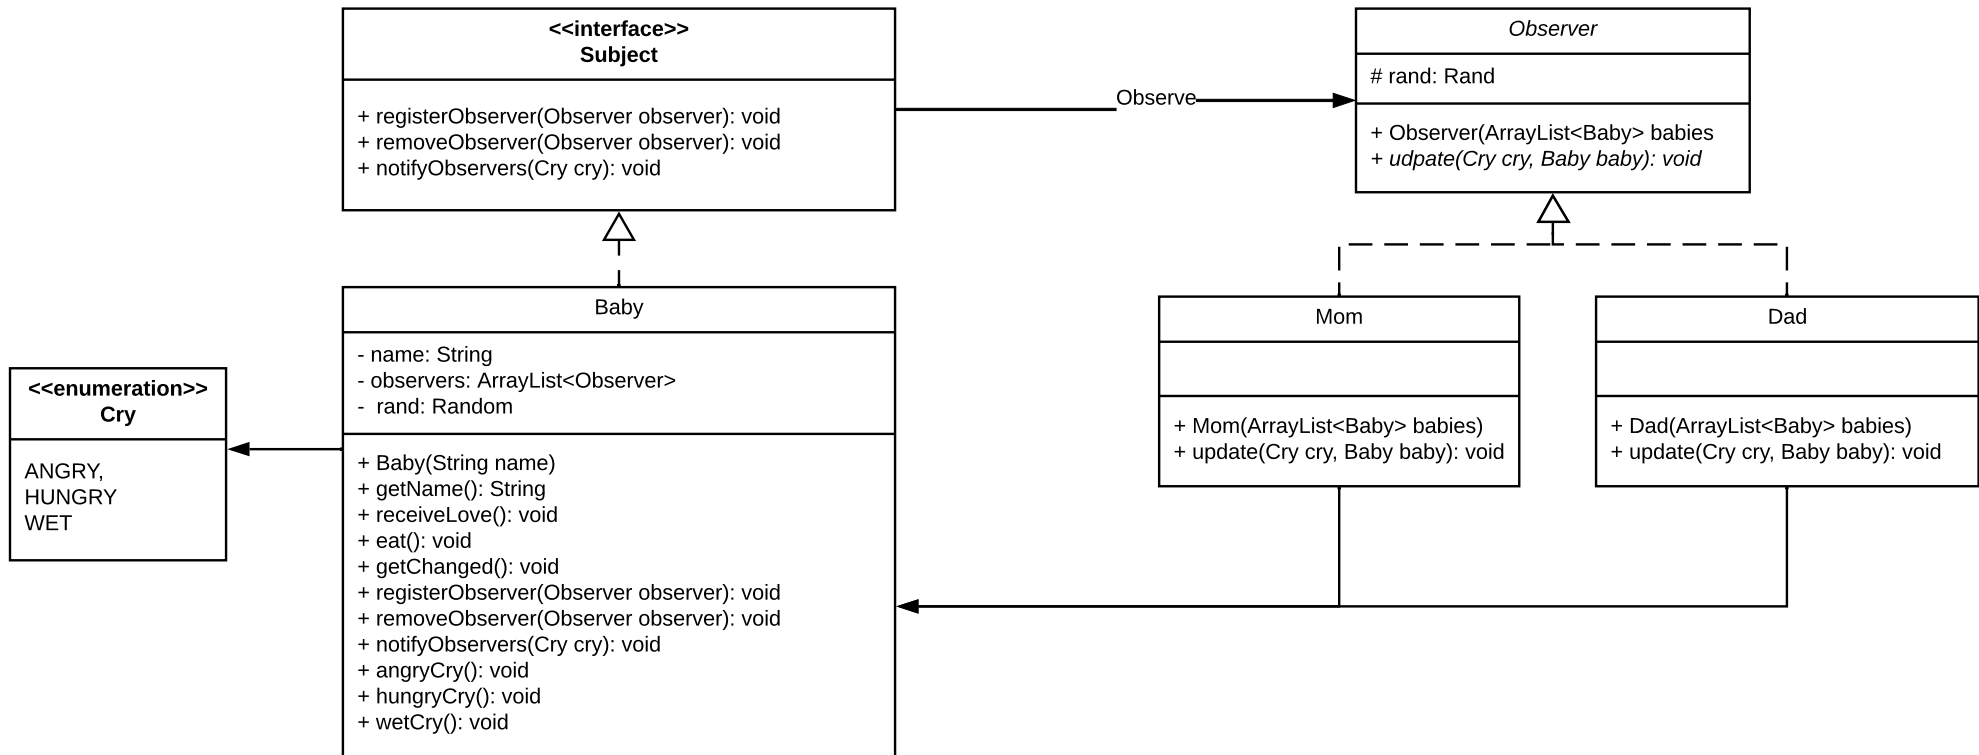 <<interface>>
Subject
+ registerObserver(Observer observer): void
+ removeObserver(Observer observer): void
+ notifyObservers(Cry cry): void
Observe
Observer
# rand: Rand
+ Observer(ArrayList<Baby> babies
+ udpate(Cry cry, Baby baby): void
<<enumeration>>
Cry
ANGRY,
HUNGRY
WET
Baby
- name: String
- observers: ArrayList<Observer>
-  rand: Random
+ Baby(String name)
+ getName(): String
+ receiveLove(): void
+ eat(): void
+ getChanged(): void
+ registerObserver(Observer observer): void
+ removeObserver(Observer observer): void
+ notifyObservers(Cry cry): void
+ angryCry(): void
+ hungryCry(): void
+ wetCry(): void
Mom
+ Mom(ArrayList<Baby> babies)
+ update(Cry cry, Baby baby): void
Dad
+ Dad(ArrayList<Baby> babies)
+ update(Cry cry, Baby baby): void